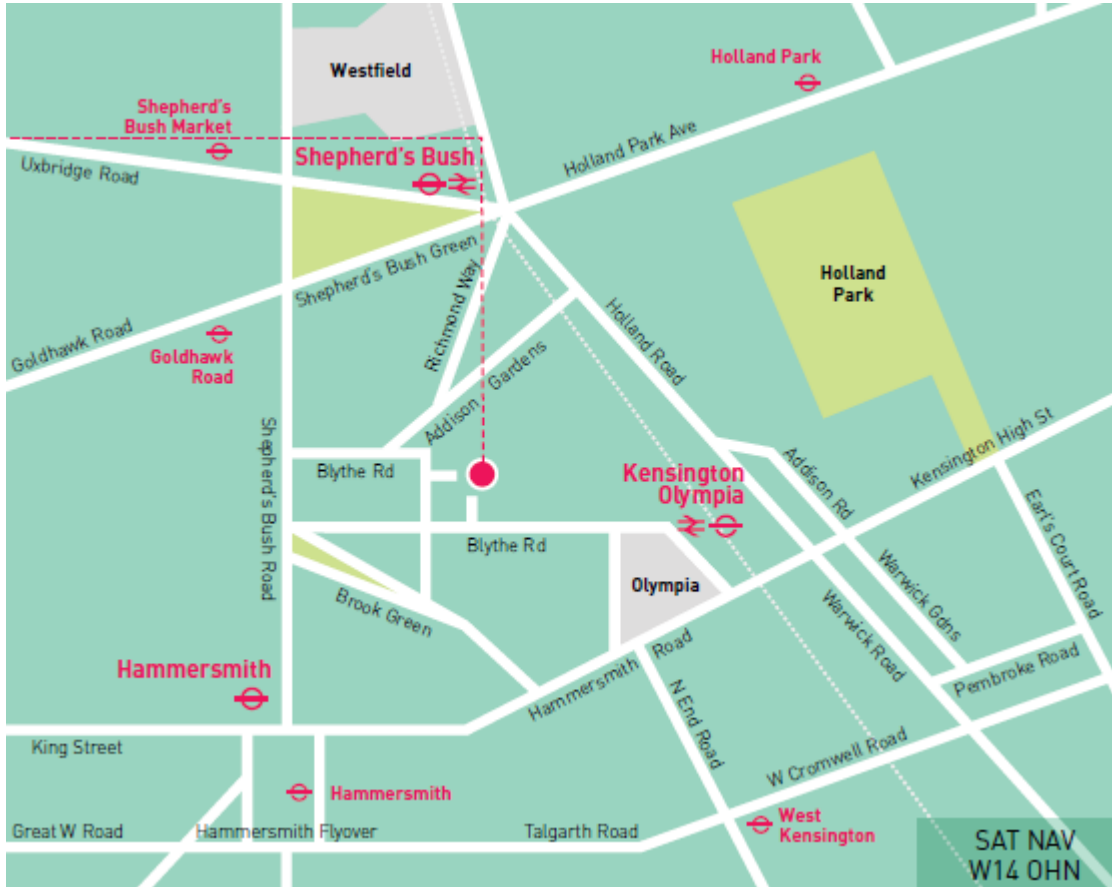 Westfield
Holland Park
Shepherd's
Bush Market
Shepherd's Bush
Uxbridge Road
Holland Park Ave
Shepherd's Bush Green
Richmond Way
Holland
Park
Goldhawk Road
Goldhawk
Road
Holland Road
Addison Gardens
Shepherd's Bush Road
Blythe Rd
Kensington
Olympia
Addison Rd
Kensington High St
Earl's Court Road
Blythe Rd
Olympia
Brook Green
Warwick Gdns
Warwick Road
Hammersmith
Hammersmith Road
N End Road
Pembroke Road
King Street
W Cromwell Road
Hammersmith
Great W Road
Hammersmith Flyover
Talgarth Road
West
Kensington
SAT NAV
W14 0HN